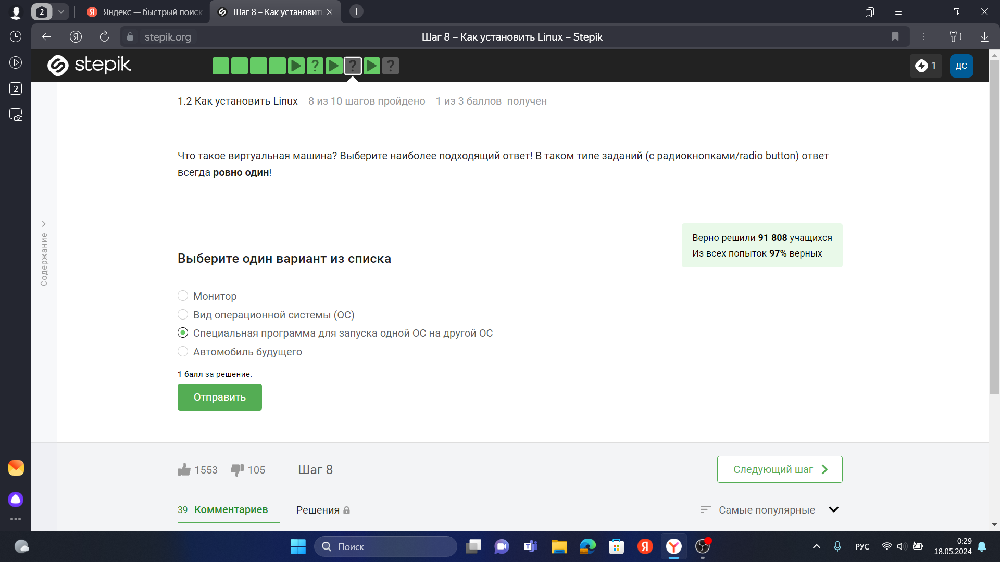 2
Яндекс — быстрый поиск
Шаг 8 – Как установить
stepik.org
Шаг 8 – Как установить Linux – Stepik
2
stepik
1
ДС
1.2 Как установить Linux 8 из 10 шагов пройдено 1 из 3 баллов получен
Содержание
Что такое виртуальная машина? Выберите наиболее подходящий ответ! В таком типе заданий (с радиокнопками/radio button) ответ
всегда ровно один!
Верно решили 91 808 учащихся
Из всех попыток 97% верных
Выберите один вариант из списка
Монитор
Вид операционной системы (ОС)
Специальная программа для запуска одной ОС на другой ОС
Автомобиль будущего
1 балл за решение.
Отправить
1553 105 Шаг 8
Следующий шаг
39 Комментариев Решения
Самые популярные
Поиск
РУС
0:29
18.05.2024